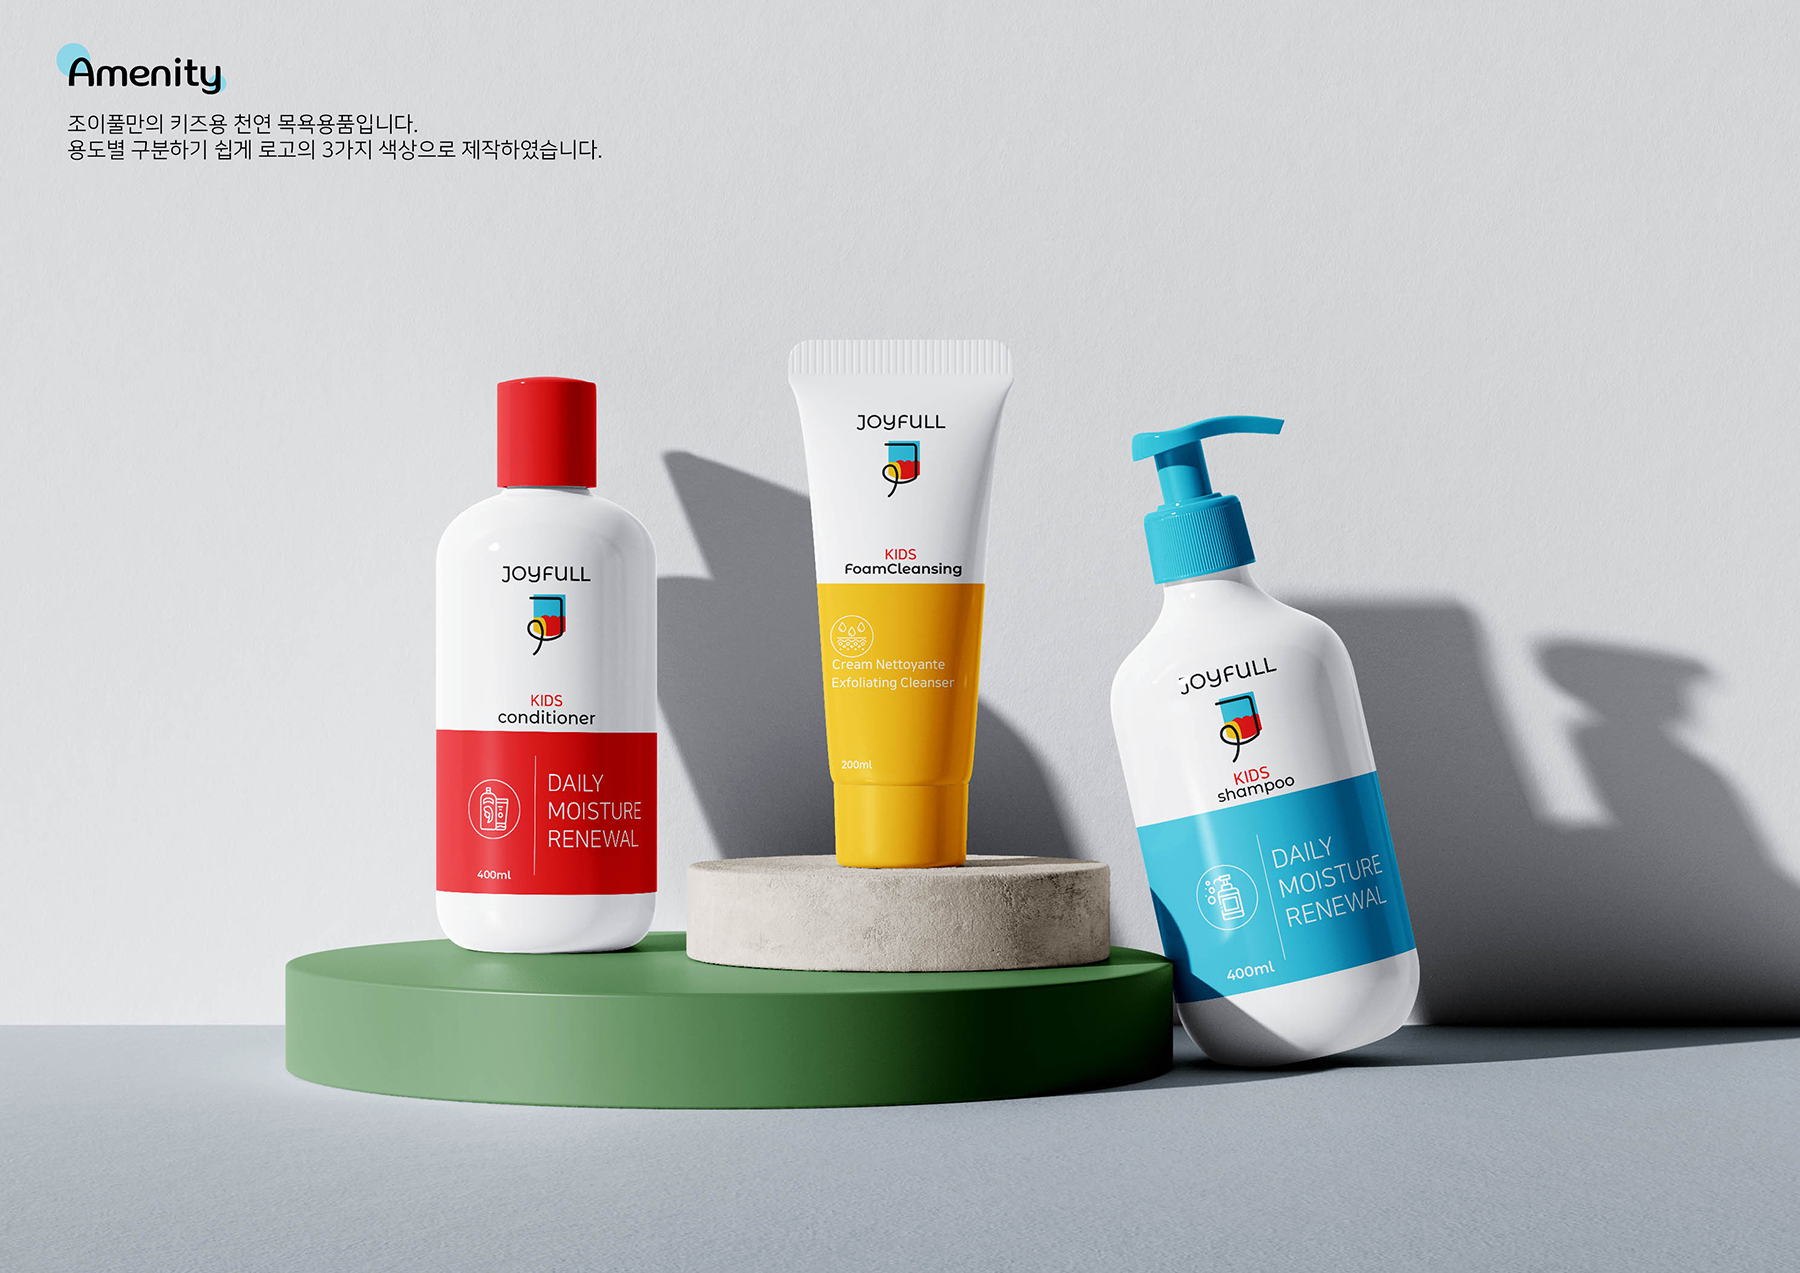 Amenity
조이풀만의 키즈용 천연 목욕용품입니다.
용도별 구분하기 쉽게 로고의 3가지 색상으로 제작하였습니다.
JOYFULL
KIDS
conditioner
DAILY
MOISTURE
RENEWAL
400ml
JOYFULL
KIDS
FoamCleansing
Cream Nettoyante
Exfoliating Cleanser
200ml
JOYFULL
KIDS
shampoo
DAILY
MOISTURE
RENEWAL
400ml